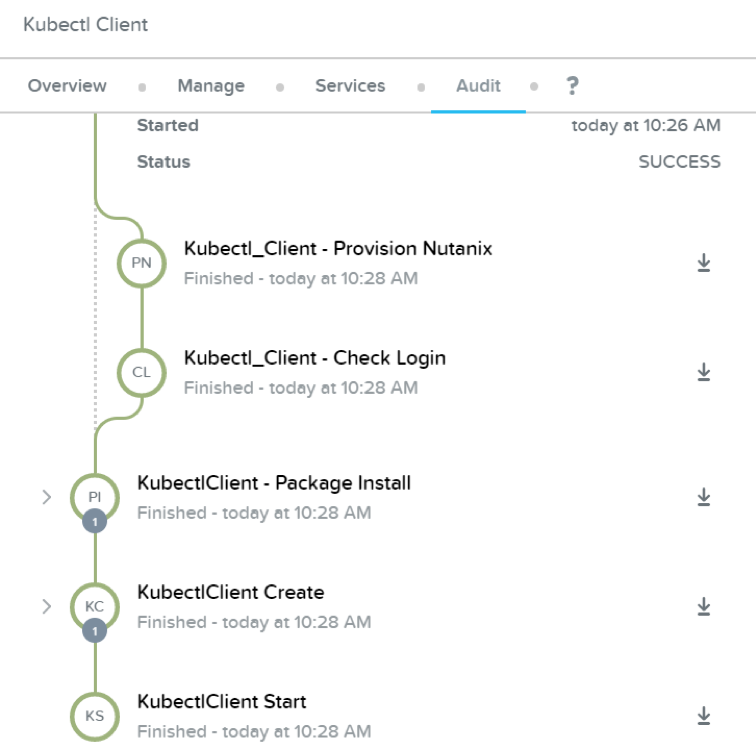 Kubectl Client
Overview Manage Services Audit ?
Started today at 10:26 AM
Status SUCCESS
PN Kubectl_Client - Provision Nutanix
Finished - today at 10:28 AM
CL Kubectl_Client - Check Login
Finished - today at 10:28 AM
PI KubectlClient - Package Install
1 Finished - today at 10:28 AM
KC KubectlClient Create
1 Finished - today at 10:28 AM
KS KubectlClient Start
Finished - today at 10:28 AM